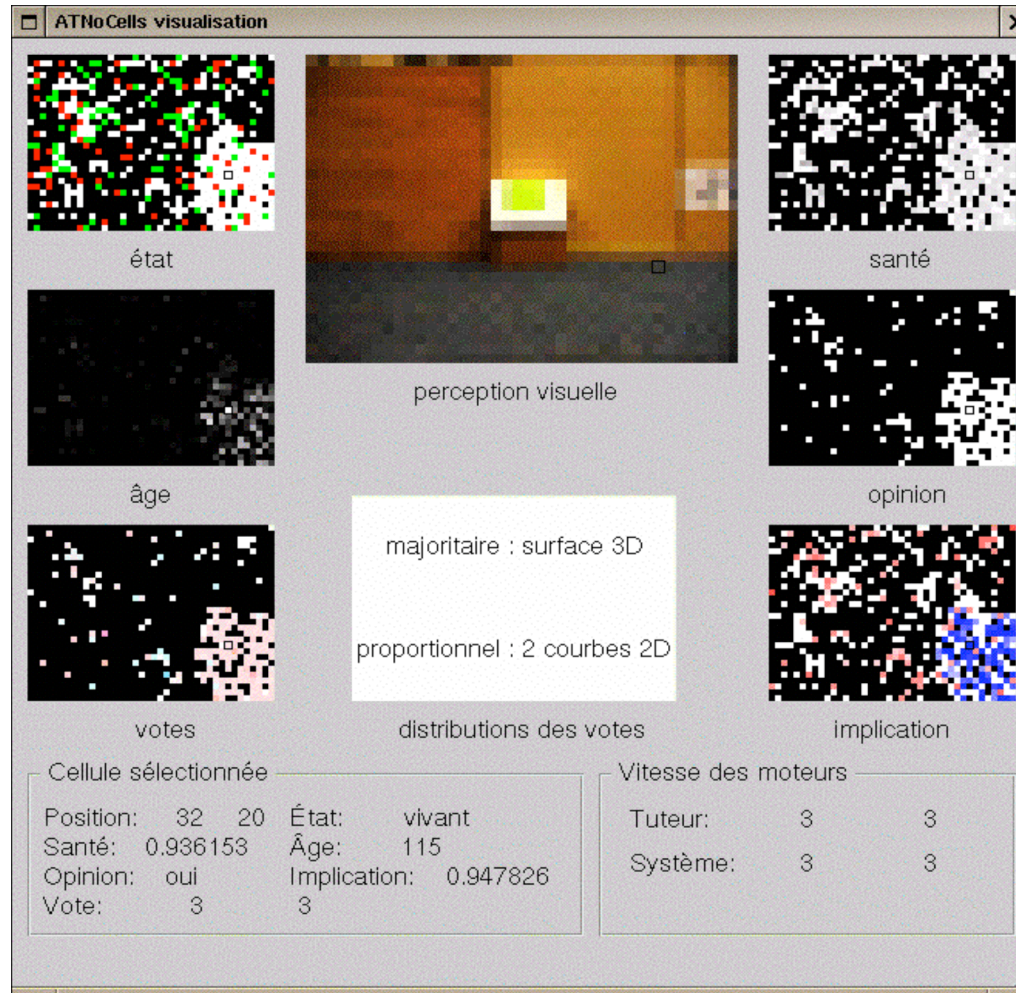 ATNoCells visualisation
état
santé
perception visuelle
âge
opinion
majoritaire : surface 3D
proportionnel : 2 courbes 2D
votes
distributions des votes
implication
Cellule sélectionnée
Position: 32 20 État: vivant
Santé: 0.936153 Âge: 115
Opinion: oui Implication: 0.947826
Vote: 3 3
Vitesse des moteurs
Tuteur: 3 3
Système: 3 3